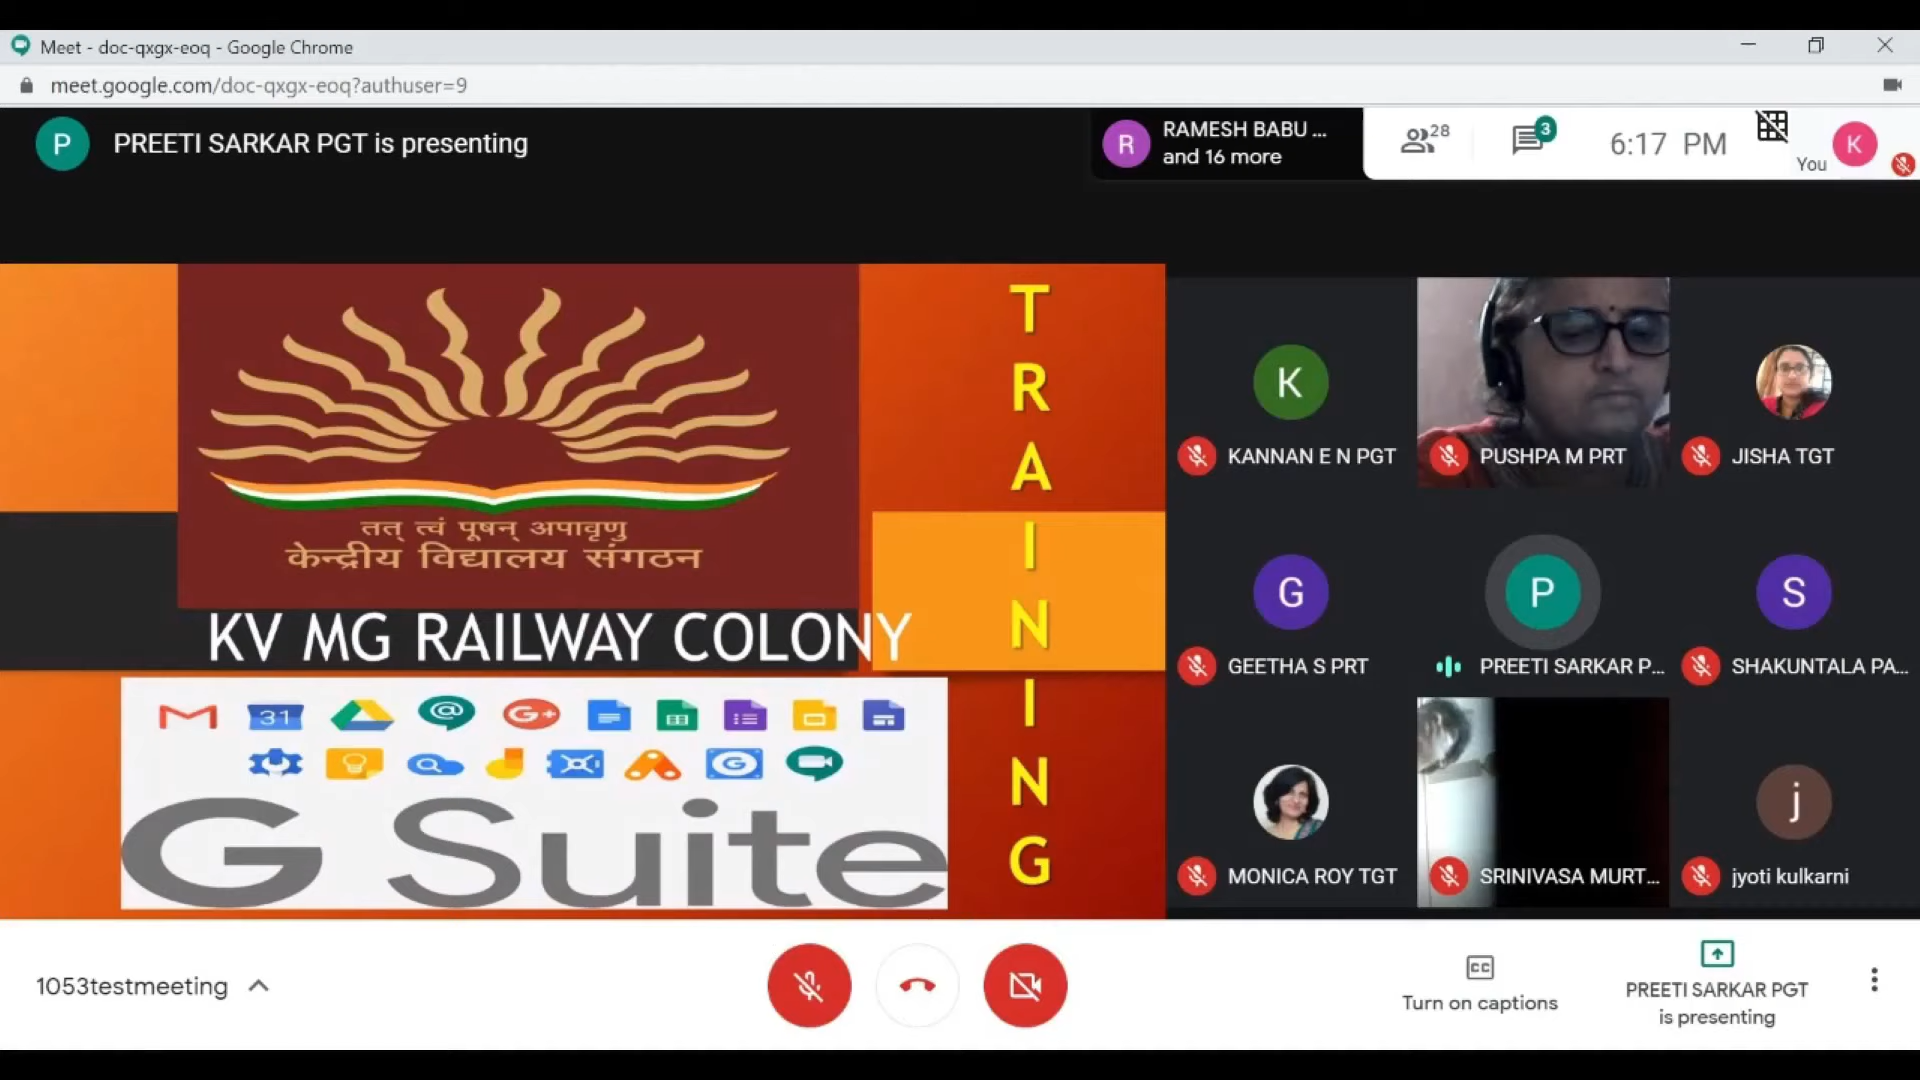 Meet - doc-qxgx-eoq - Google Chrome
meet.google.com/doc-qxgx-eoq?authuser=9
P
PREETI SARKAR PGT is presenting
R
RAMESH BABU ...
and 16 more
28
3
6:17 PM
You
K
तत् त्वं पूषन् अपावृणु
केन्द्रीय विद्यालय संगठन
KV MG RAILWAY COLONY
TRAINING
31
G+
G
G Suite
K
KANNAN E N PGT
PUSHPA M PRT
JISHA TGT
G
GEETHA S PRT
P
PREETI SARKAR P...
S
SHAKUNTALA PA...
MONICA ROY TGT
SRINIVASA MURT...
j
jyoti kulkarni
1053testmeeting
CC
Turn on captions
PREETI SARKAR PGT
is presenting